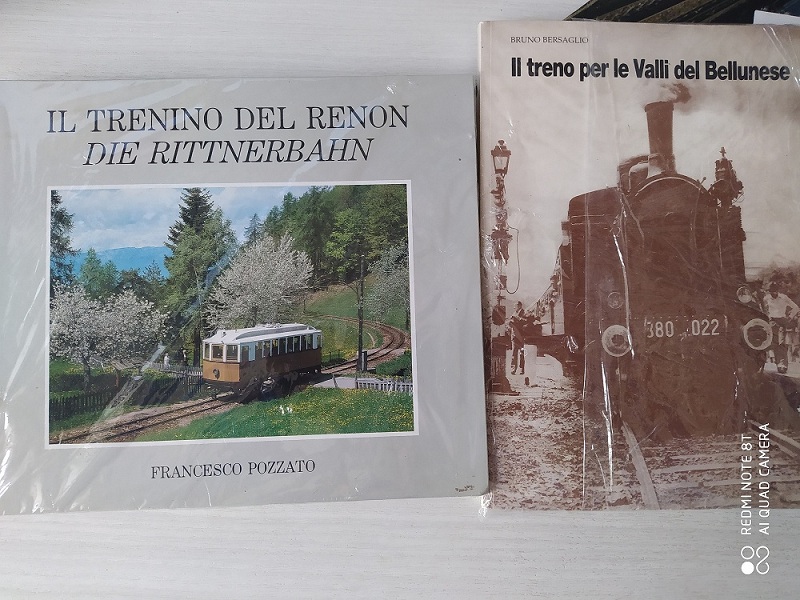 IL TRENINO DEL RENON
DIE RITTNERBAHN
FRANCESCO POZZATO
BRUNO BERSAGLIO
Il treno per le Valli del Bellunese
380 022
REDMI NOTE 8T
AI QUAD CAMERA